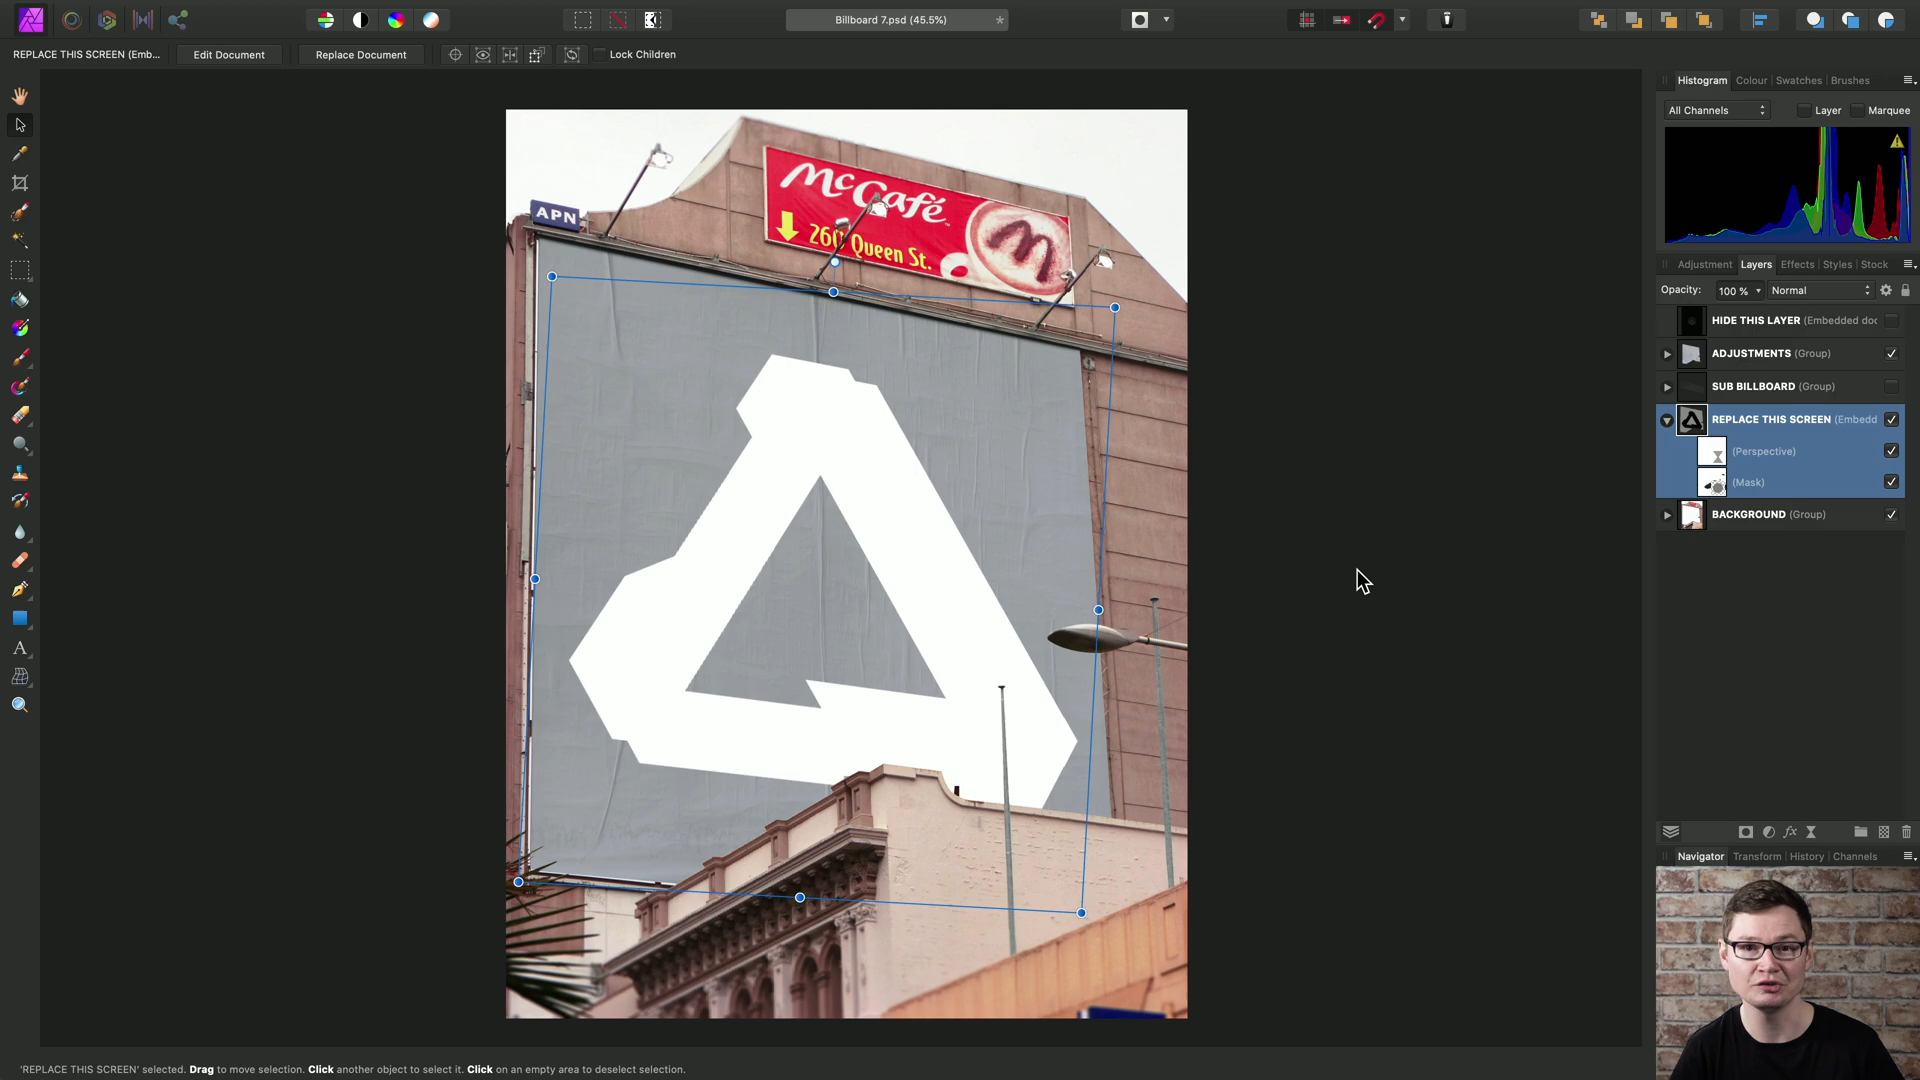 Billboard 7.psd (45.5%)
*
REPLACE THIS SCREEN (Emb...
Edit Document
Replace Document
Lock Children
Histogram
Colour
Swatches
Brushes
All Channels
Layer
Marquee
McCafé
APN
260 Queen St.
Adjustment
Layers
Effects
Styles
Stock
Opacity:
100 %
Normal
HIDE THIS LAYER (Embedded doc
ADJUSTMENTS (Group)
SUB BILLBOARD (Group)
REPLACE THIS SCREEN (Embedd
(Perspective)
(Mask)
BACKGROUND (Group)
A
fx
Navigator
Transform
History
Channels
'REPLACE THIS SCREEN' selected. Drag to move selection. Click another object to select it. Click on an empty area to deselect selection.